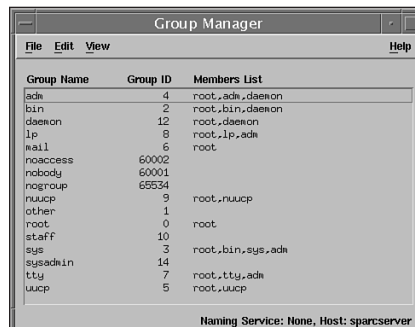 Group Manager
File Edit View Help
Group Name Group ID Members List
adm 4 root,adm,daemon
bin 2 root,bin,daemon
daemon 12 root,daemon
lp 8 root,lp,adm
mail 6 root
noaccess 60002
nobody 60001
nogroup 65534
nuucp 9 root,nuucp
other 1
root 0 root
staff 10
sys 3 root,bin,sys,adm
sysadmin 14
tty 7 root,tty,adm
uucp 5 root,uucp
Naming Service: None, Host: sparcserver